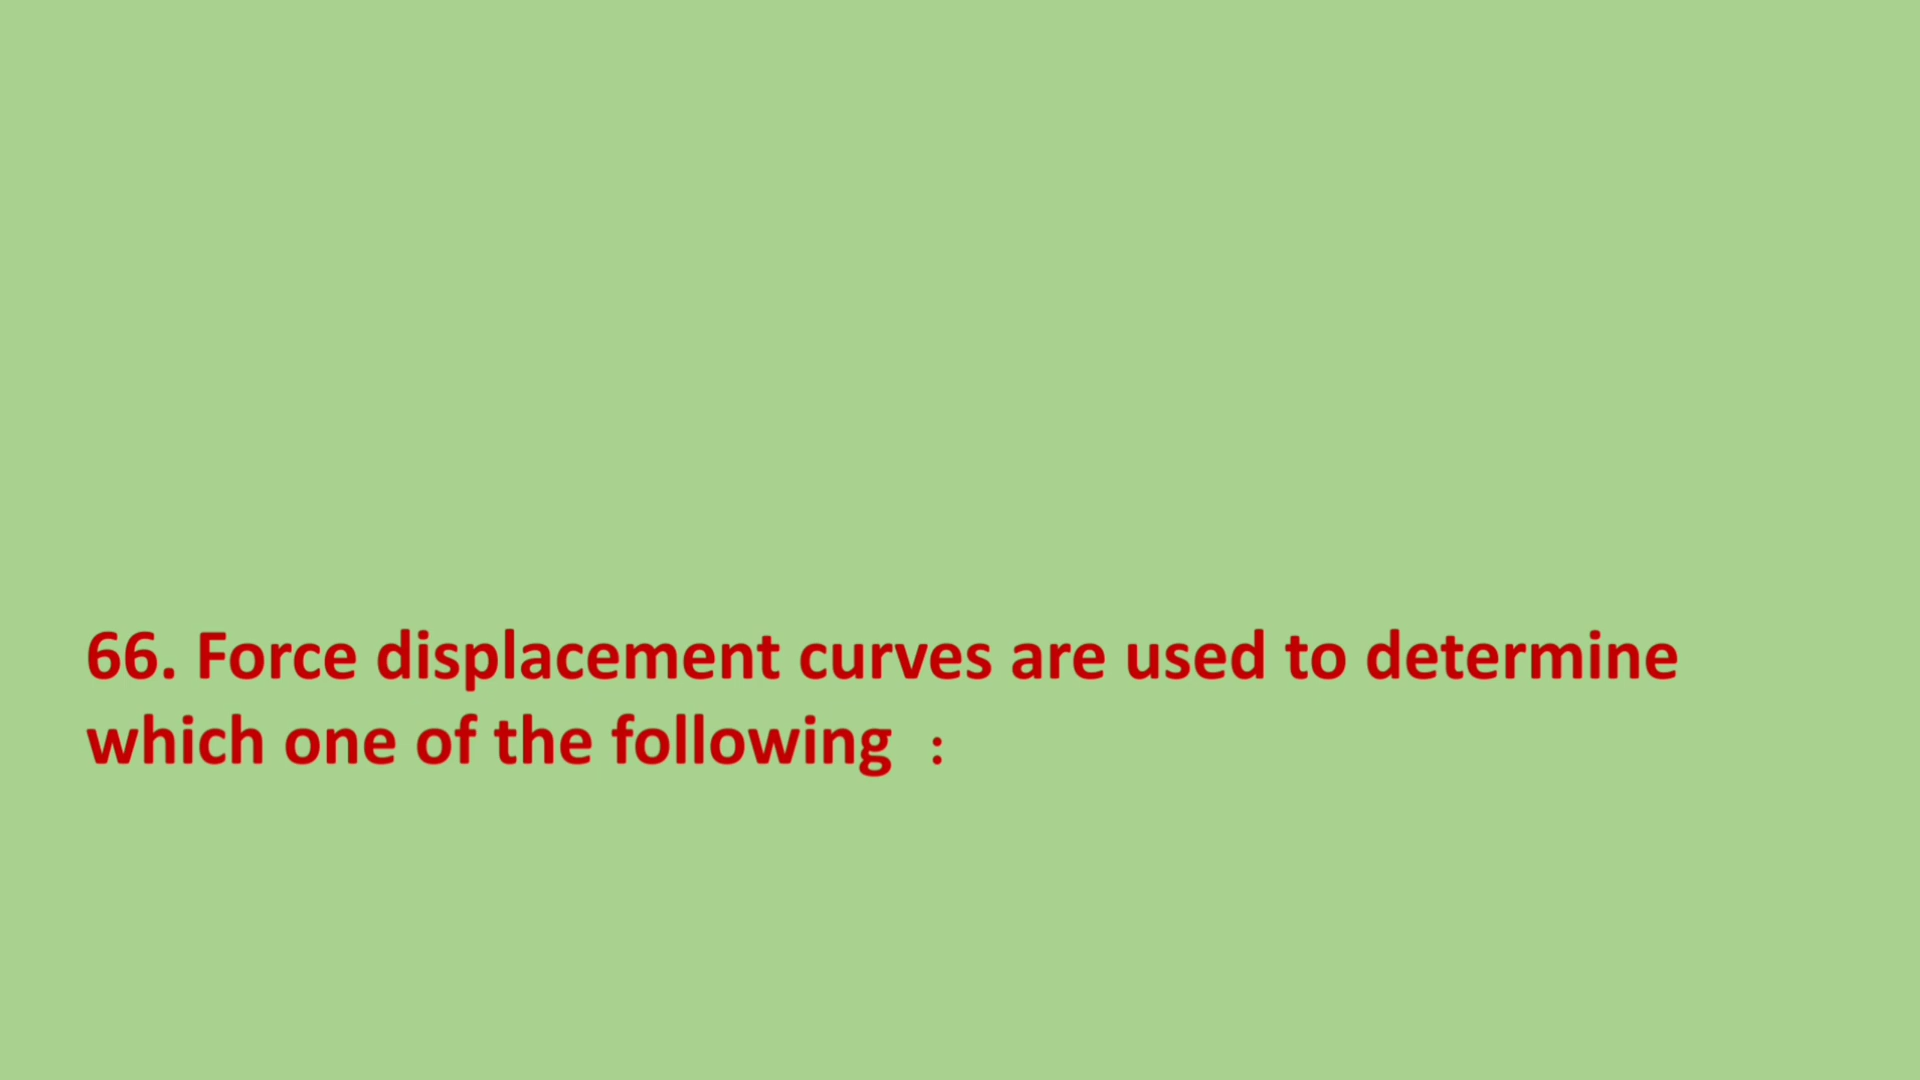 66. Force displacement curves are used to determine
which one of the following :